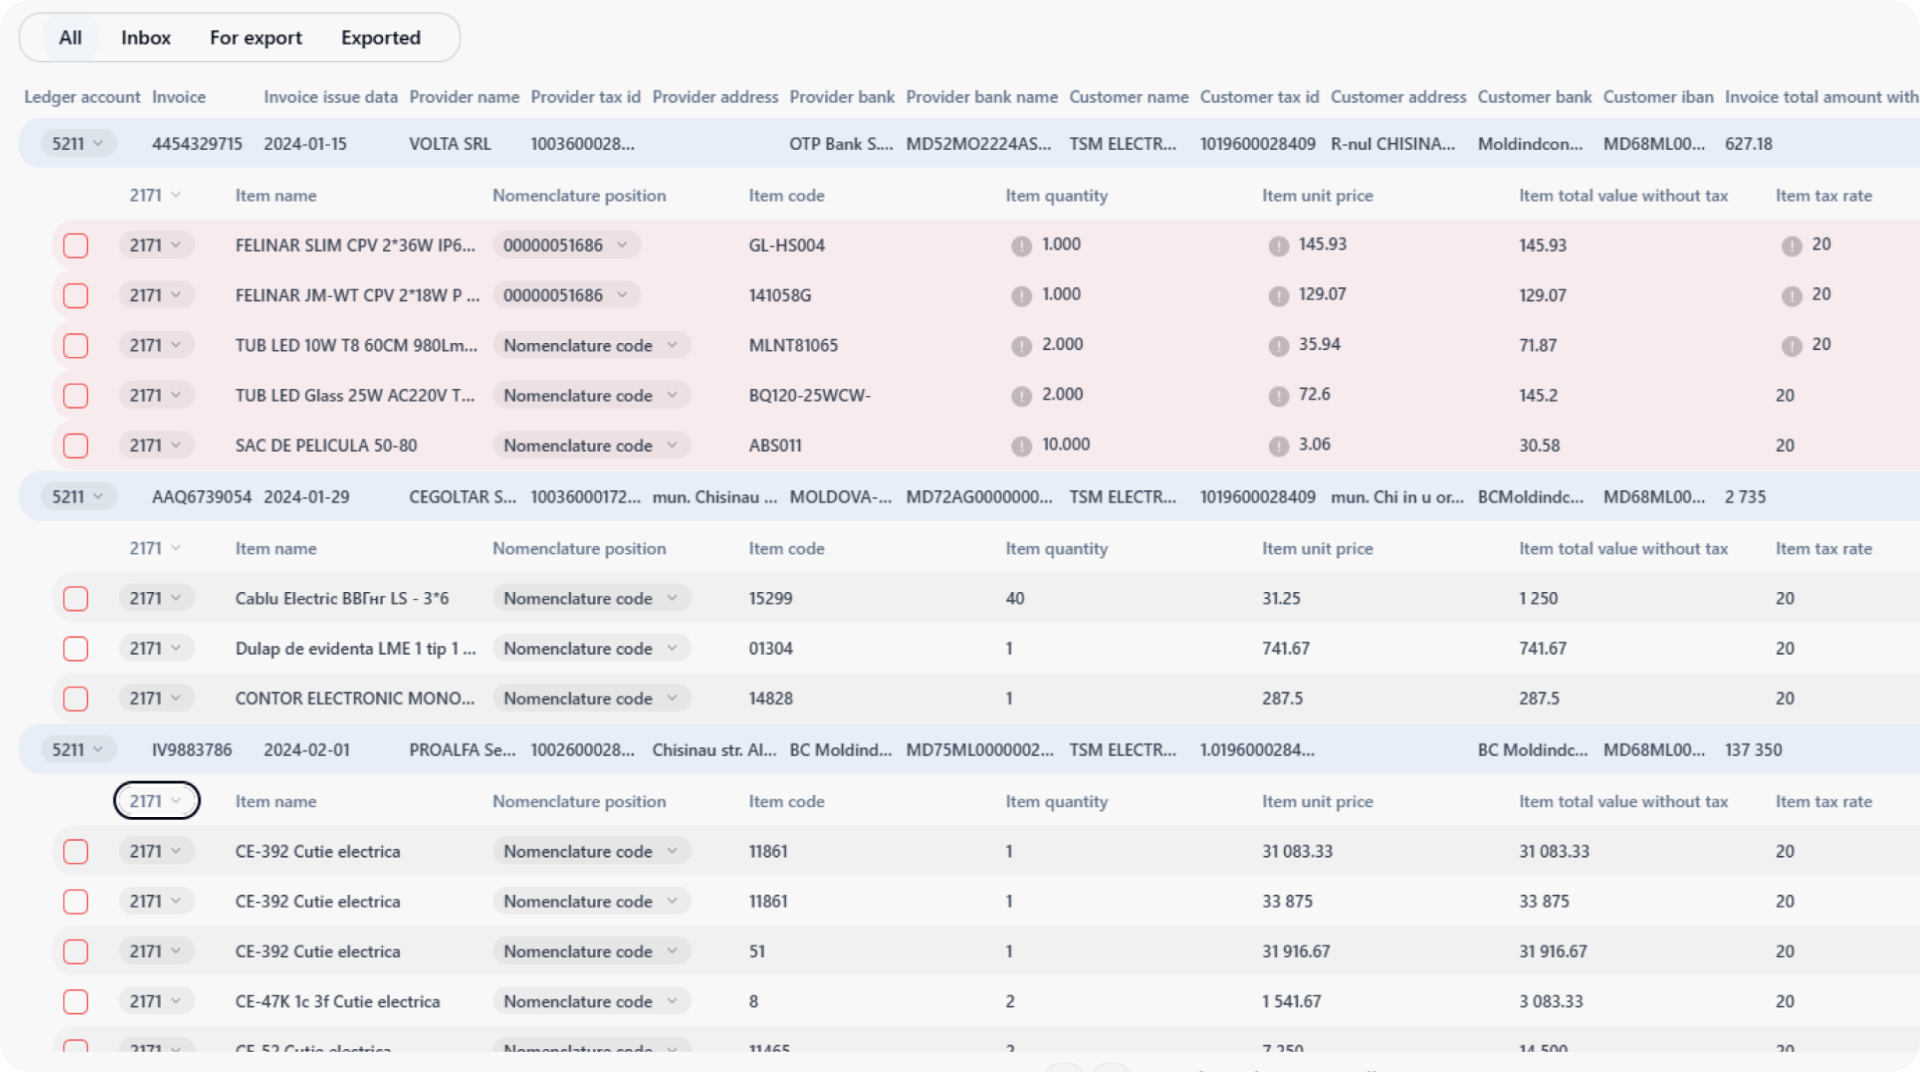 All Inbox For export Exported
Ledger account Invoice Invoice issue data Provider name Provider tax id Provider address Provider bank Provider bank name Customer name Customer tax id Customer address Customer bank Customer iban Invoice total amount with
5211 4454329715 2024-01-15 VOLTA SRL 1003600028... OTP Bank S.... MD52MO2224AS... TSM ELECTR... 1019600028409 R-nul CHISINA... Moldindcon... MD68ML00... 627.18
2171 Item name Nomenclature position Item code Item quantity Item unit price Item total value without tax Item tax rate
2171 FELINAR SLIM CPV 2*36W IP6... 00000051686 GL-HS004 1.000 145.93 145.93 20
2171 FELINAR JM-WT CPV 2*18W P ... 00000051686 141058G 1.000 129.07 129.07 20
2171 TUB LED 10W T8 60CM 980Lm... Nomenclature code MLNT81065 2.000 35.94 71.87 20
2171 TUB LED Glass 25W AC220V T... Nomenclature code BQ120-25WCW- 2.000 72.6 145.2 20
2171 SAC DE PELICULA 50-80 Nomenclature code ABS011 10.000 3.06 30.58 20
5211 AAQ6739054 2024-01-29 CEGOLTAR S... 10036000172... mun. Chisinau ... MOLDOVA-... MD72AG0000000... TSM ELECTR... 1019600028409 mun. Chi in u or... BCMoldindc... MD68ML00... 2 735
2171 Item name Nomenclature position Item code Item quantity Item unit price Item total value without tax Item tax rate
2171 Cablu Electric ВВГнг LS - 3*6 Nomenclature code 15299 40 31.25 1 250 20
2171 Dulap de evidenta LME 1 tip 1 ... Nomenclature code 01304 1 741.67 741.67 20
2171 CONTOR ELECTRONIC MONO... Nomenclature code 14828 1 287.5 287.5 20
5211 IV9883786 2024-02-01 PROALFA Se... 1002600028... Chisinau str. Al... BC Moldind... MD75ML0000002... TSM ELECTR... 1.0196000284... BC Moldindc... MD68ML00... 137 350
2171 Item name Nomenclature position Item code Item quantity Item unit price Item total value without tax Item tax rate
2171 CE-392 Cutie electrica Nomenclature code 11861 1 31 083.33 31 083.33 20
2171 CE-392 Cutie electrica Nomenclature code 11861 1 33 875 33 875 20
2171 CE-392 Cutie electrica Nomenclature code 51 1 31 916.67 31 916.67 20
2171 CE-47K 1c 3f Cutie electrica Nomenclature code 8 2 1 541.67 3 083.33 20
2171 CE-52 Cutie electrica Nomenclature code 11465 2 7 250 14 500 20